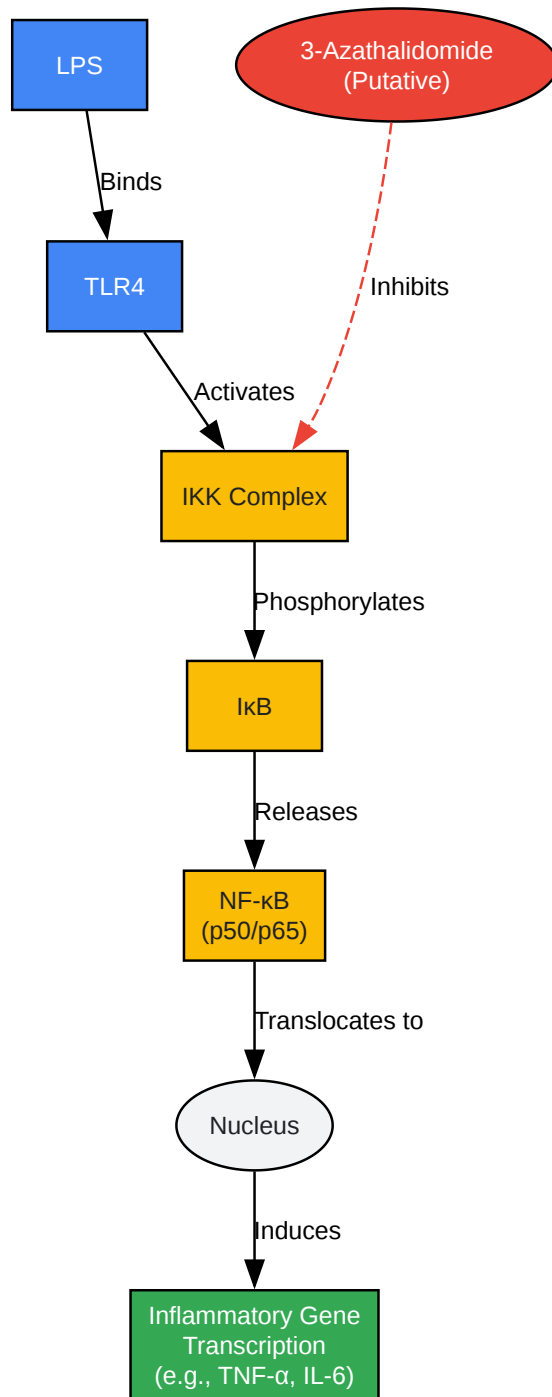 LPS
3-Azathalidomide
(Putative)
Binds
TLR4
Inhibits
Activates
IKK Complex
Phosphorylates
IκB
Releases
NF-κB
(p50/p65)
Translocates to
Nucleus
Induces
Inflammatory Gene
Transcription
(e.g., TNF-α, IL-6)